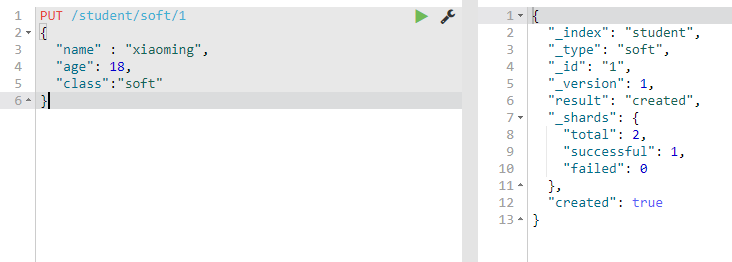 1 PUT /student/soft/1
2 {
3 "name" : "xiaoming",
4 "age": 18,
5 "class":"soft"
6 }
1 {
2 "_index": "student",
3 "_type": "soft",
4 "_id": "1",
5 "_version": 1,
6 "result": "created",
7 "_shards": {
8 "total": 2,
9 "successful": 1,
10 "failed": 0
11 },
12 "created": true
13 }